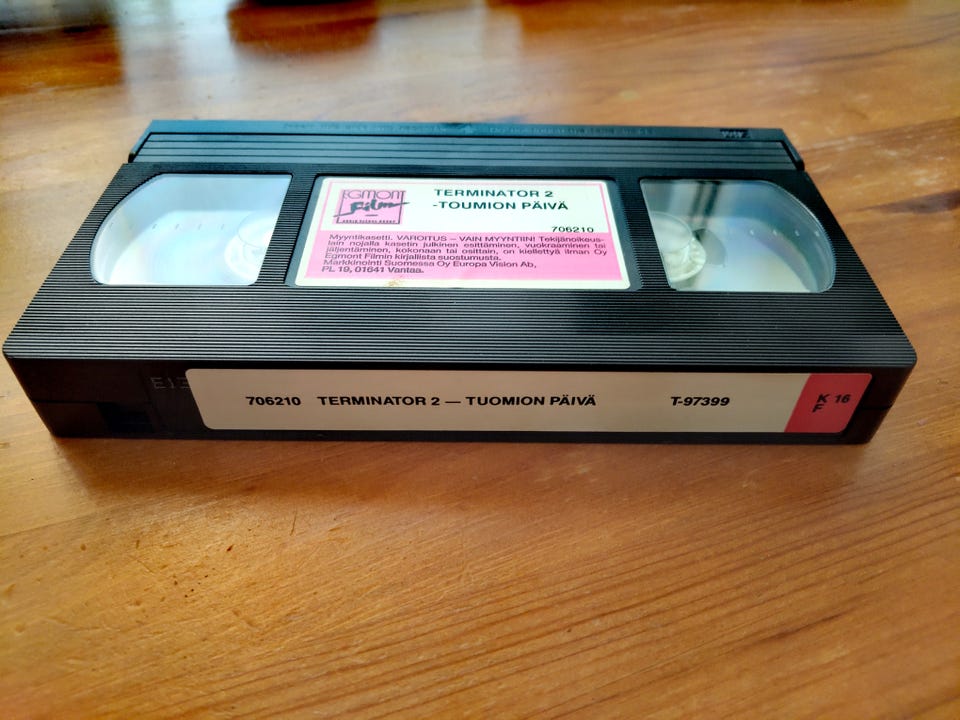 EGMONT
Film
TERMINATOR 2
-TOUMION PÄIVÄ
706210
Myyntikasetti. VAROITUS – VAIN MYYNTIIN! Tekijänoikeus-
lain nojalla kasetin julkinen esittäminen, vuokraaminen tai
jäljentäminen, kokonaan tai osittain, on kiellettyä ilman Oy
Egmont Filmin kirjallista suostumusta.
Markkinointi Suomessa Oy Europa Vision Ab,
PL 19, 01641 Vantaa.
706210 TERMINATOR 2 — TUOMION PÄIVÄ T-97399
K 16
F